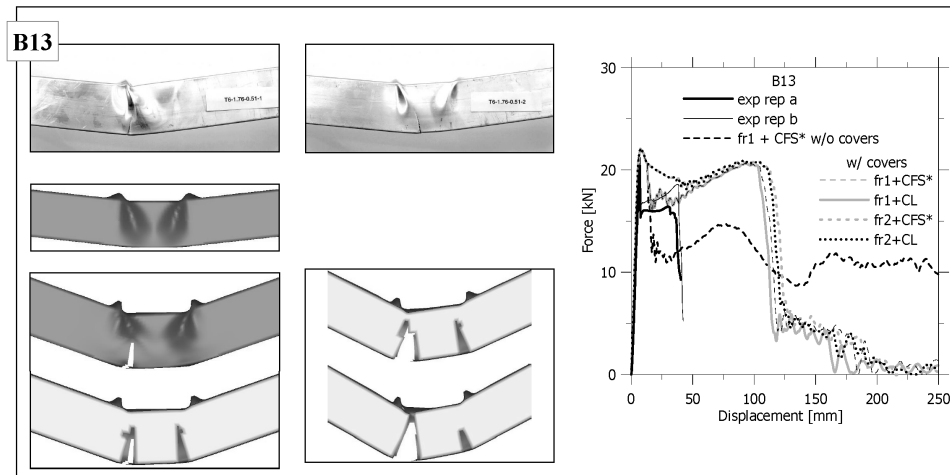 B13
T6-1.76-0.51-1
T6-1.76-0.51-2
30
20
10
0
Force [kN]
B13
exp rep a
exp rep b
fr1 + CFS* w/o covers
w/ covers
fr1+CFS*
fr1+CL
fr2+CFS*
fr2+CL
0 50 100 150 200 250
Displacement [mm]